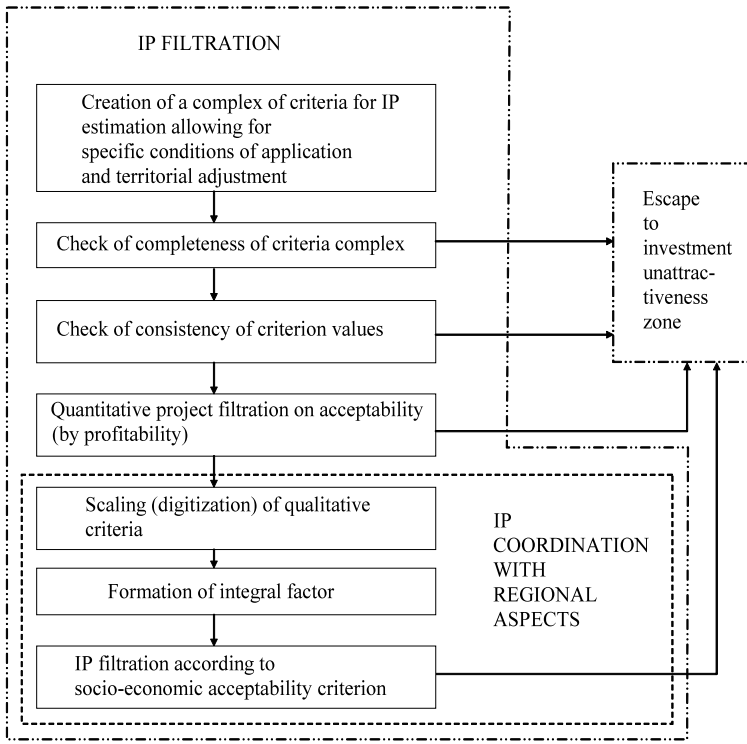 IP FILTRATION
Creation of a complex of criteria for IP
estimation allowing for
specific conditions of application
and territorial adjustment
Check of completeness of criteria complex
Check of consistency of criterion values
Quantitative project filtration on acceptability
(by profitability)
Scaling (digitization) of qualitative
criteria
Formation of integral factor
IP filtration according to
socio-economic acceptability criterion
IP
COORDINATION
WITH
REGIONAL
ASPECTS
Escape
to
investment
unattrac-
tiveness
zone